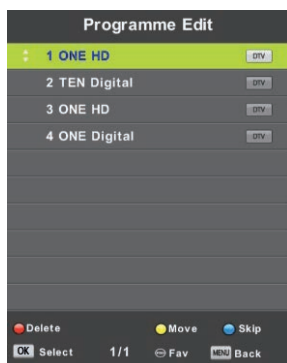 Programme Edit
1 ONE HD DTV
2 TEN Digital DTV
3 ONE HD DTV
4 ONE Digital DTV
Delete Move Skip
OK Select 1/1 Fav MENU Back